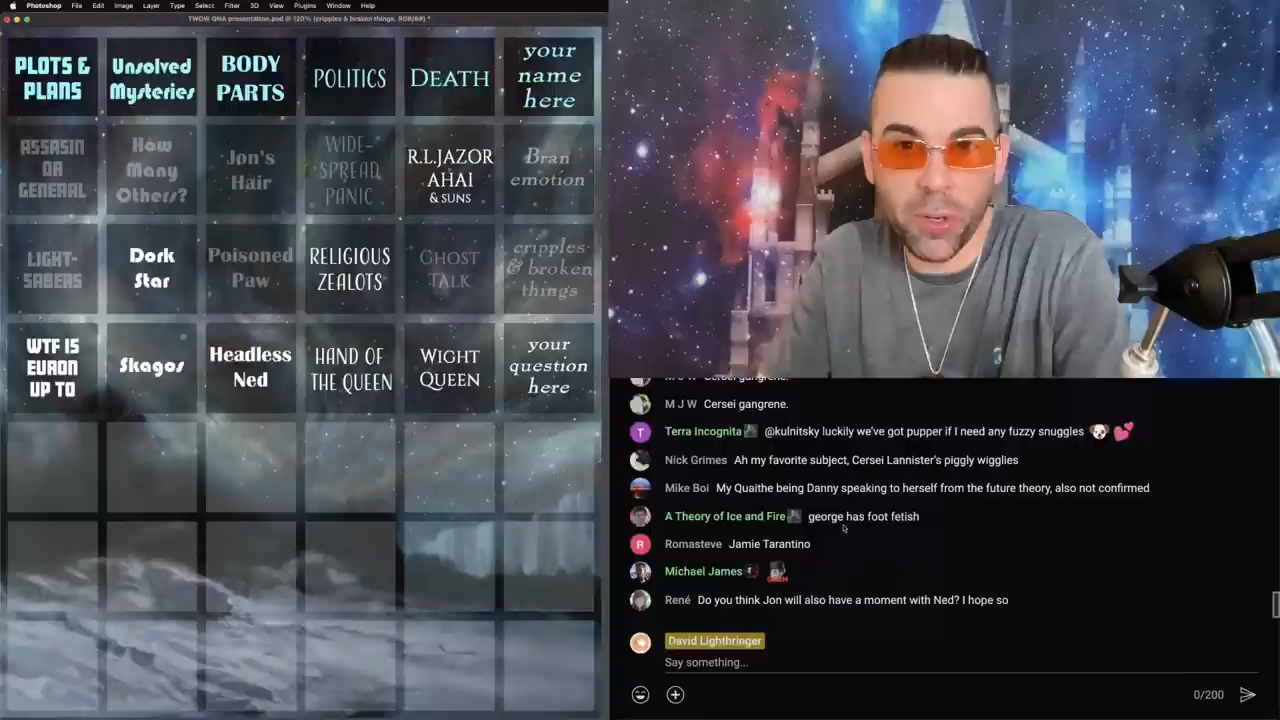 Photoshop File Edit Image Layer Type Select Filter 3D View Plugins Window Help
TWOW QNA presentaiton.psd @ 120% (cripples & broken things, RGB/8#) *
PLOTS &
PLANS
Unsolved
Mysteries
BODY
PARTS
POLITICS
DEATH
your
name
here
ASSASIN
OR
GENERAL
How
Many
Others?
Jon's
Hair
WIDE-
SPREAD
PANIC
R.L.JAZOR
AHAI
& SUNS
Bran
emotion
LIGHT-
SABERS
Dork
Star
Poisoned
Paw
RELIGIOUS
ZEALOTS
GHOST
TALK
cripples
& broken
things
WTF IS
EURON
UP TO
Skagos
Headless
Ned
HAND OF
THE QUEEN
WIGHT
QUEEN
your
question
here
M J W Cersei gangrene.
M J W Cersei gangrene.
T Terra Incognita @kulnitsky luckily we've got pupper if I need any fuzzy snuggles
Nick Grimes Ah my favorite subject, Cersei Lannister's piggly wigglies
Mike Boi My Quaithe being Danny speaking to herself from the future theory, also not confirmed
A Theory of Ice and Fire george has foot fetish
R Romasteve Jamie Tarantino
Michael James
René Do you think Jon will also have a moment with Ned? I hope so
David Lighthringer
Say something...
0/200